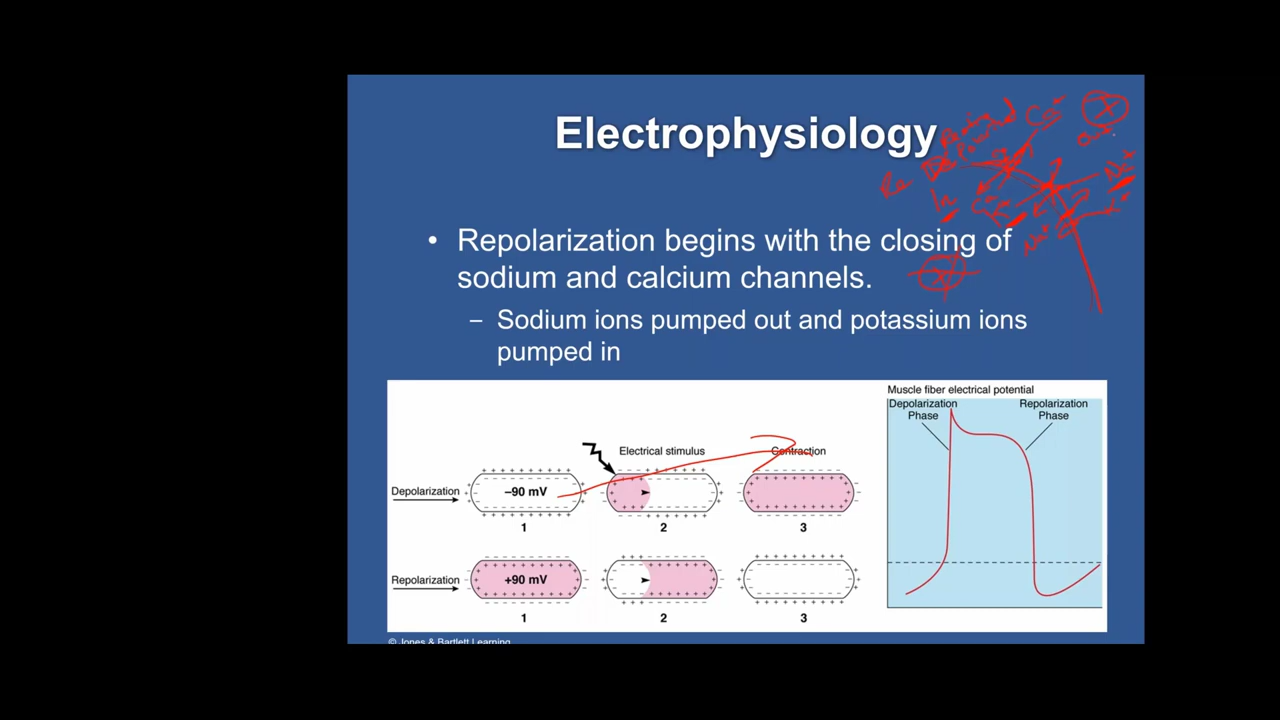 Electrophysiology
• Repolarization begins with the closing of
sodium and calcium channels.
– Sodium ions pumped out and potassium ions
pumped in
Muscle fiber electrical potential
Depolarization
Phase
Repolarization
Phase
Electrical stimulus
Contraction
Depolarization
–90 mV
1
2
3
Repolarization
+90 mV
1
2
3
© Jones & Bartlett Learning